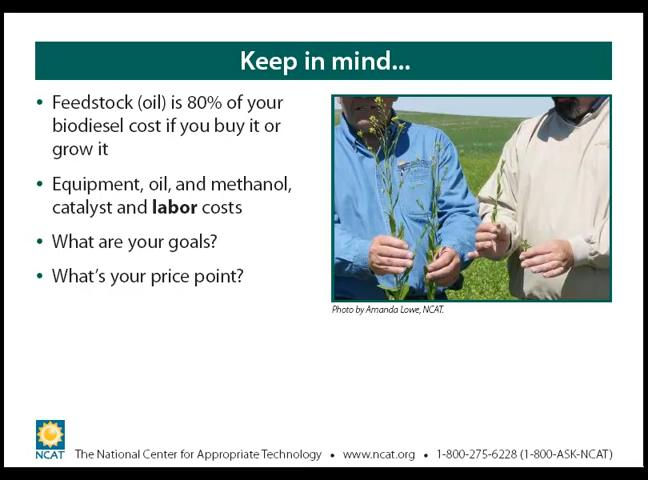 Keep in mind...
• Feedstock (oil) is 80% of your
biodiesel cost if you buy it or
grow it
• Equipment, oil, and methanol,
catalyst and labor costs
• What are your goals?
• What's your price point?
Photo by Amanda Lowe, NCAT.
NCAT
The National Center for Appropriate Technology • www.ncat.org • 1-800-275-6228 (1-800-ASK-NCAT)